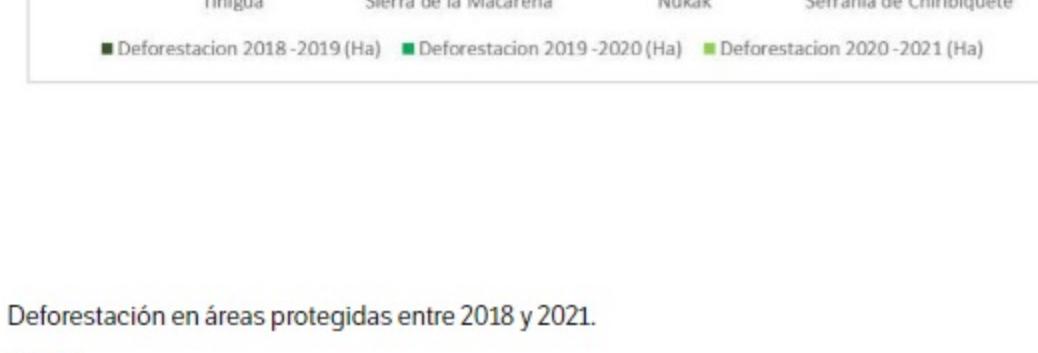 Tinigua Sierra de la Macarena Nukak Serranía de Chiribiquete
Deforestacion 2018 -2019 (Ha) Deforestacion 2019 -2020 (Ha) Deforestacion 2020 -2021 (Ha)
Deforestación en áreas protegidas entre 2018 y 2021.